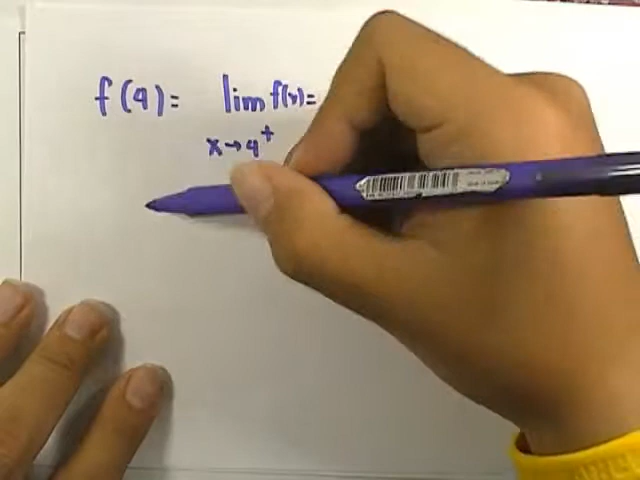 f(4) = lim f(x) =
x→4⁺